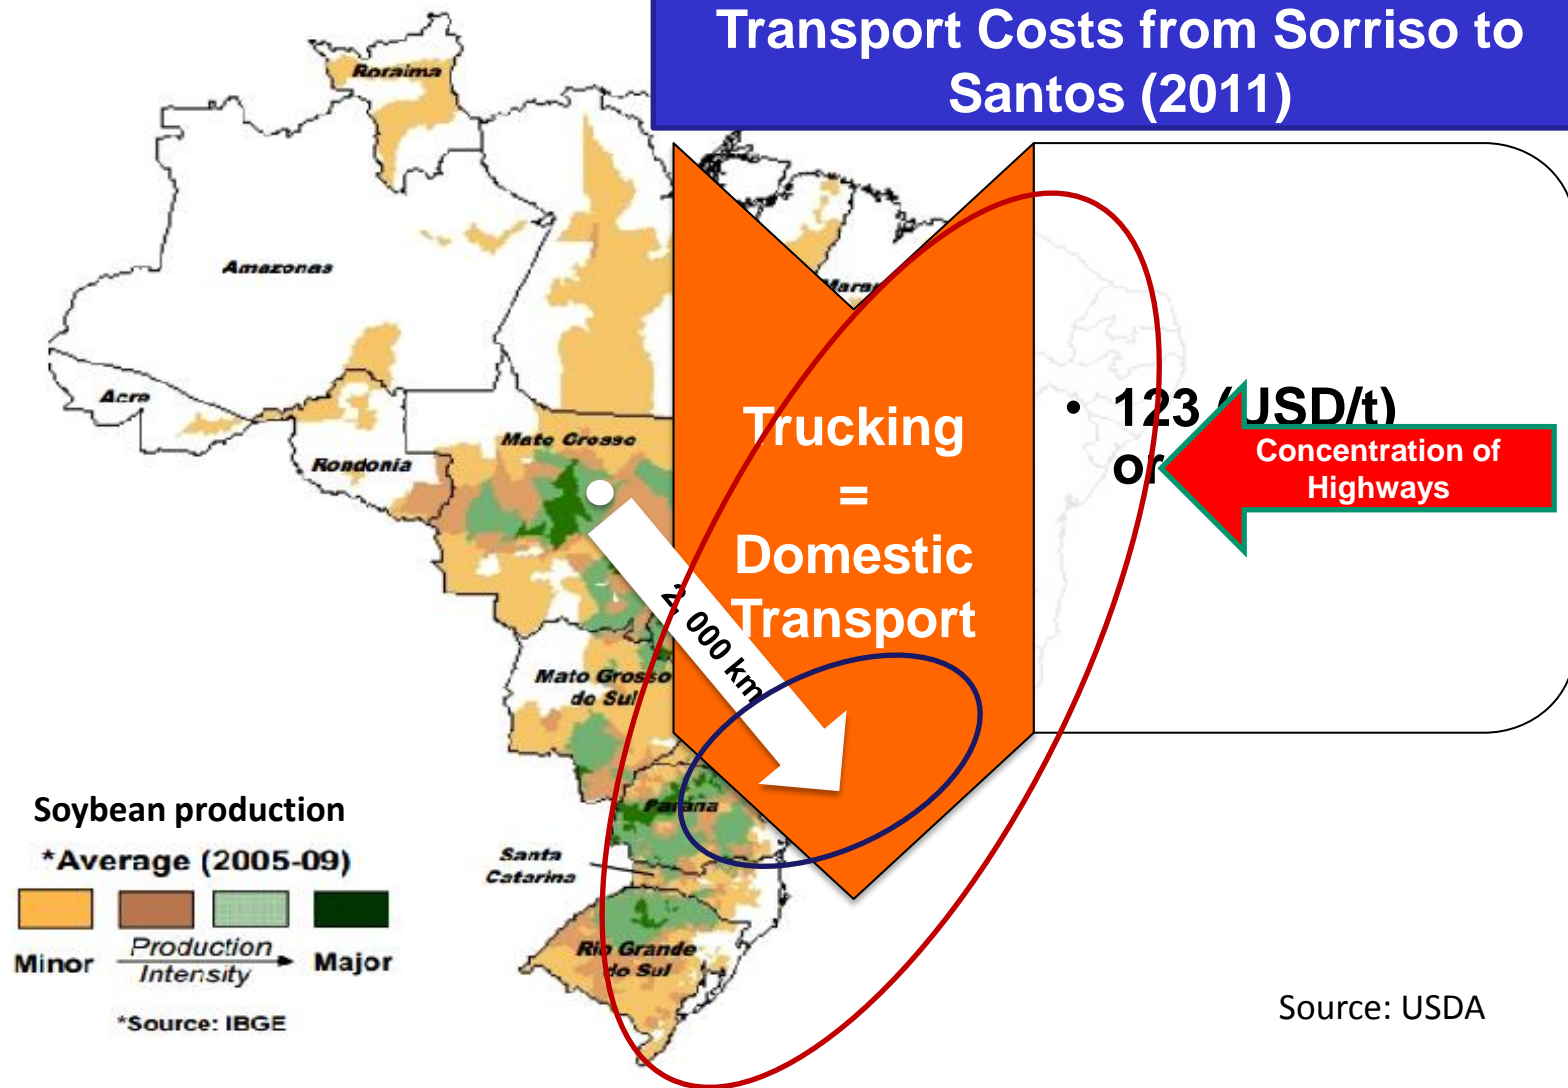 Transport Costs from Sorriso to
Santos (2011)
Roraima
Amazonas
Acre
Rondonia
Mato Grosso
Mato Grosso
do Sul
Parana
Santa
Catarina
Rio Grande
do Sul
Trucking
=
Domestic
Transport
2, 000 km
• 123 (USD/t)
or
Concentration of
Highways
Soybean production
*Average (2005-09)
Minor
Production
Intensity
Major
*Source: IBGE
Source: USDA